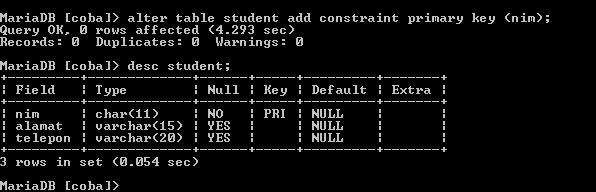 MariaDB [coba]> alter table student add constraint primary key (nim);
Query OK, 0 rows affected (4.293 sec)
Records: 0  Duplicates: 0  Warnings: 0
MariaDB [coba]> desc student;
+---------+-------------+------+-----+---------+-------+
| Field   | Type        | Null | Key | Default | Extra |
+---------+-------------+------+-----+---------+-------+
| nim     | char(11)    | NO   | PRI | NULL    |       |
| alamat  | varchar(15) | YES  |     | NULL    |       |
| telepon | varchar(20) | YES  |     | NULL    |       |
+---------+-------------+------+-----+---------+-------+
3 rows in set (0.054 sec)
MariaDB [coba]>